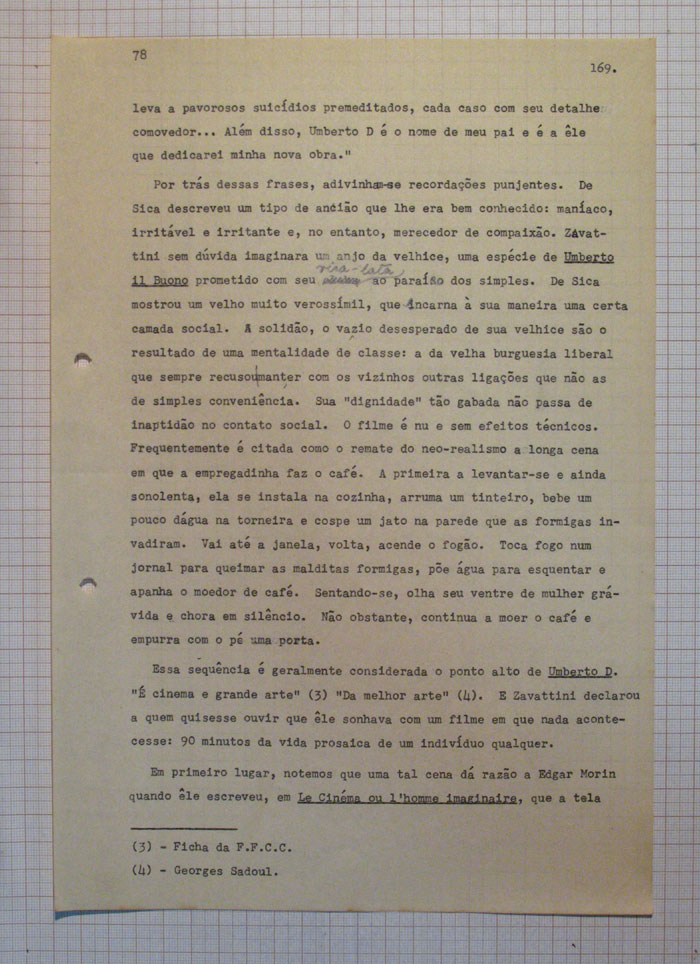 78
169.
leva a pavorosos suicídios premeditados, cada caso com seu detalhe
comovedor... Além disso, Umberto D é o nome de meu pai e é a êle
que dedicarei minha nova obra."
Por trás dessas frases, adivinham-se recordações punjentes. De
Sica descreveu um tipo de ancião que lhe era bem conhecido: maníaco,
irritável e irritante e, no entanto, merecedor de compaixão. Zavat-
tini sem dúvida imaginara um anjo da velhice, uma espécie de Umberto
vira-lata
il Buono prometido com seu ao paraíso dos simples. De Sica
mostrou um velho muito verossímil, que incarna à sua maneira uma certa
camada social. A solidão, o vazio desesperado de sua velhice são o
resultado de uma mentalidade de classe: a da velha burguesia liberal
que sempre recusou manter com os vizinhos outras ligações que não as
de simples conveniência. Sua "dignidade" tão gabada não passa de
inaptidão no contato social. O filme é nu e sem efeitos técnicos.
Frequentemente é citada como o remate do neo-realismo a longa cena
em que a empregadinha faz o café. A primeira a levantar-se e ainda
sonolenta, ela se instala na cozinha, arruma um tinteiro, bebe um
pouco dágua na torneira e cospe um jato na parede que as formigas in-
vadiram. Vai até a janela, volta, acende o fogão. Toca fogo num
jornal para queimar as malditas formigas, põe água para esquentar e
apanha o moedor de café. Sentando-se, olha seu ventre de mulher grá-
vida e chora em silêncio. Não obstante, continua a moer o café e
empurra com o pé uma porta.
Essa sequência é geralmente considerada o ponto alto de Umberto D.
"É cinema e grande arte" (3) "Da melhor arte" (4). E Zavattini declarou
a quem quisesse ouvir que êle sonhava com um filme em que nada aconte-
cesse: 90 minutos da vida prosaica de um indivíduo qualquer.
Em primeiro lugar, notemos que uma tal cena dá razão a Edgar Morin
quando êle escreveu, em Le Cinéma ou l'homme imaginaire, que a tela
(3) - Ficha da F.F.C.C.
(4) - Georges Sadoul.